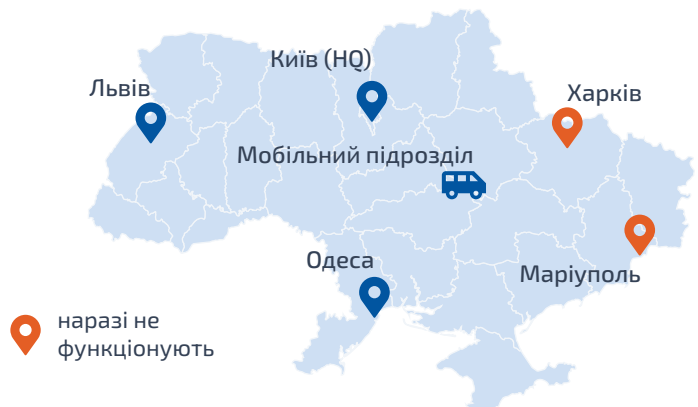 Київ (HQ)
Львів
Харків
Мобільний підрозділ
Одеса
Маріуполь
наразі не
функціонують